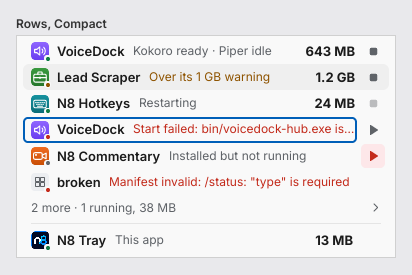 Rows, Compact
VoiceDock Kokoro ready · Piper idle 643 MB
Lead Scraper Over its 1 GB warning 1.2 GB
N8 Hotkeys Restarting 24 MB
VoiceDock Start failed: bin/voicedock-hub.exe is...
N8 Commentary Installed but not running
broken Manifest invalid: /status: "type" is required
2 more · 1 running, 38 MB
N8 Tray This app 13 MB